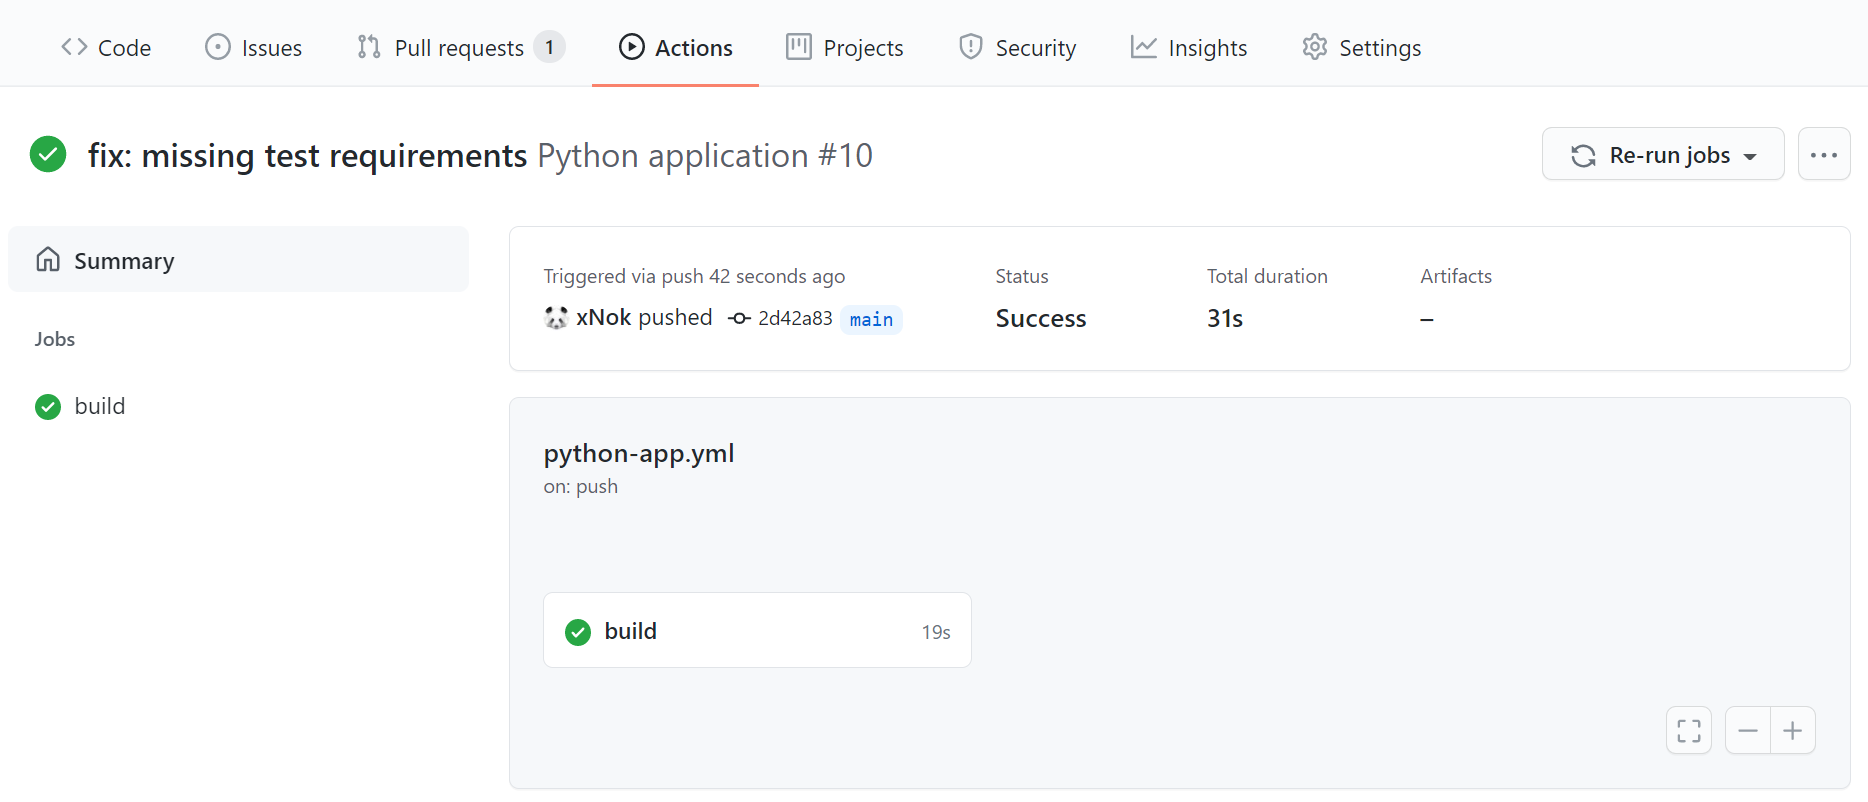 Code Issues Pull requests 1 Actions Projects Security Insights Settings
fix: missing test requirements Python application #10
Re-run jobs
Summary
Jobs
build
Triggered via push 42 seconds ago
xNok pushed 2d42a83 main
Status
Success
Total duration
31s
Artifacts
–
python-app.yml
on: push
build 19s